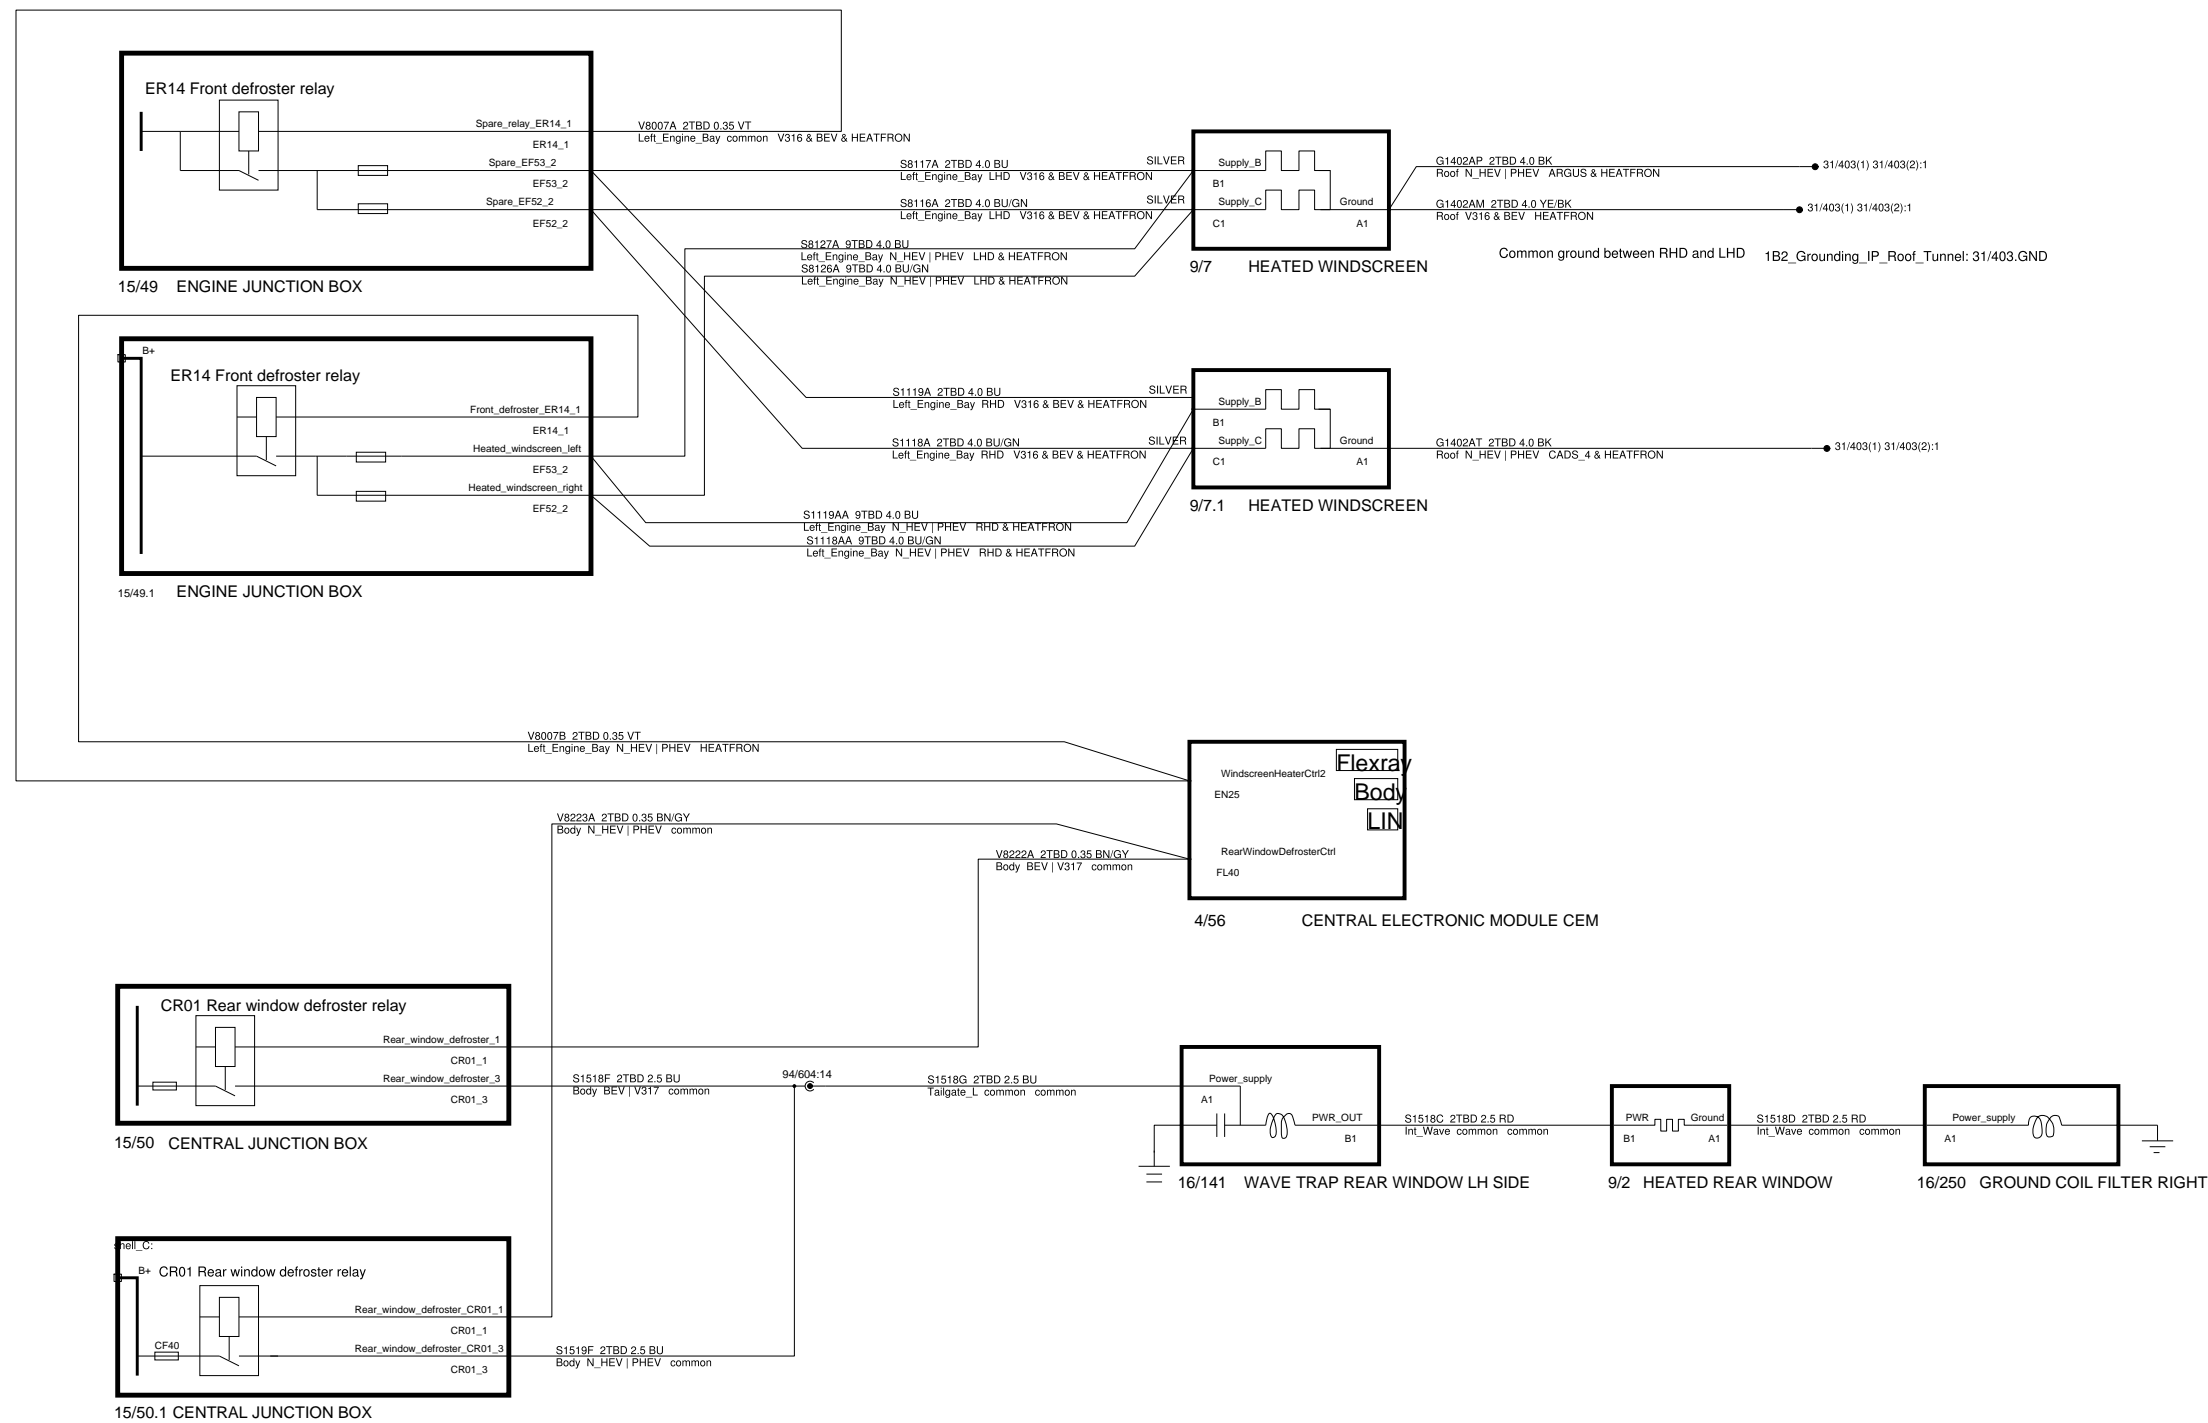 ER14 Front defroster relay
Spare_relay_ER14_1
ER14_1
Spare_EF53_2
EF53_2
Spare_EF52_2
EF52_2
15/49 ENGINE JUNCTION BOX
V8007A 2TBD 0.35 VT
Left_Engine_Bay common V316 & BEV & HEATFRON
S8117A 2TBD 4.0 BU
Left_Engine_Bay LHD V316 & BEV & HEATFRON
SILVER
S8116A 2TBD 4.0 BU/GN
Left_Engine_Bay LHD V316 & BEV & HEATFRON
SILVER
S8127A 9TBD 4.0 BU
Left_Engine_Bay N_HEV | PHEV LHD & HEATFRON
S8126A 9TBD 4.0 BU/GN
Left_Engine_Bay N_HEV | PHEV LHD & HEATFRON
Supply_B
B1
Supply_C
C1
Ground
A1
9/7 HEATED WINDSCREEN
G1402AP 2TBD 4.0 BK
Roof N_HEV | PHEV ARGUS & HEATFRON
31/403(1) 31/403(2):1
G1402AM 2TBD 4.0 YE/BK
Roof V316 & BEV HEATFRON
31/403(1) 31/403(2):1
Common ground between RHD and LHD
1B2_Grounding_IP_Roof_Tunnel: 31/403.GND
B+
ER14 Front defroster relay
Front_defroster_ER14_1
ER14_1
Heated_windscreen_left
EF53_2
Heated_windscreen_right
EF52_2
15/49.1 ENGINE JUNCTION BOX
S1119A 2TBD 4.0 BU
Left_Engine_Bay RHD V316 & BEV & HEATFRON
SILVER
S1118A 2TBD 4.0 BU/GN
Left_Engine_Bay RHD V316 & BEV & HEATFRON
SILVER
S1119AA 9TBD 4.0 BU
Left_Engine_Bay N_HEV | PHEV RHD & HEATFRON
S1118AA 9TBD 4.0 BU/GN
Left_Engine_Bay N_HEV | PHEV RHD & HEATFRON
Supply_B
B1
Supply_C
C1
Ground
A1
9/7.1 HEATED WINDSCREEN
G1402AT 2TBD 4.0 BK
Roof N_HEV | PHEV CADS_4 & HEATFRON
31/403(1) 31/403(2):1
V8007B 2TBD 0.35 VT
Left_Engine_Bay N_HEV | PHEV HEATFRON
V8223A 2TBD 0.35 BN/GY
Body N_HEV | PHEV common
V8222A 2TBD 0.35 BN/GY
Body BEV | V317 common
WindscreenHeaterCtrl2
EN25
Flexray
Body
LIN
RearWindowDefrosterCtrl
FL40
4/56 CENTRAL ELECTRONIC MODULE CEM
CR01 Rear window defroster relay
Rear_window_defroster_1
CR01_1
Rear_window_defroster_3
CR01_3
15/50 CENTRAL JUNCTION BOX
S1518F 2TBD 2.5 BU
Body BEV | V317 common
94/604:14
S1518G 2TBD 2.5 BU
Tailgate_L common common
Power_supply
A1
PWR_OUT
B1
16/141 WAVE TRAP REAR WINDOW LH SIDE
S1518C 2TBD 2.5 RD
Int_Wave common common
PWR
B1
Ground
A1
9/2 HEATED REAR WINDOW
S1518D 2TBD 2.5 RD
Int_Wave common common
Power_supply
A1
16/250 GROUND COIL FILTER RIGHT
shell_C:
B+ CR01 Rear window defroster relay
Rear_window_defroster_CR01_1
CR01_1
CF40
Rear_window_defroster_CR01_3
CR01_3
15/50.1 CENTRAL JUNCTION BOX
S1519F 2TBD 2.5 BU
Body N_HEV | PHEV common